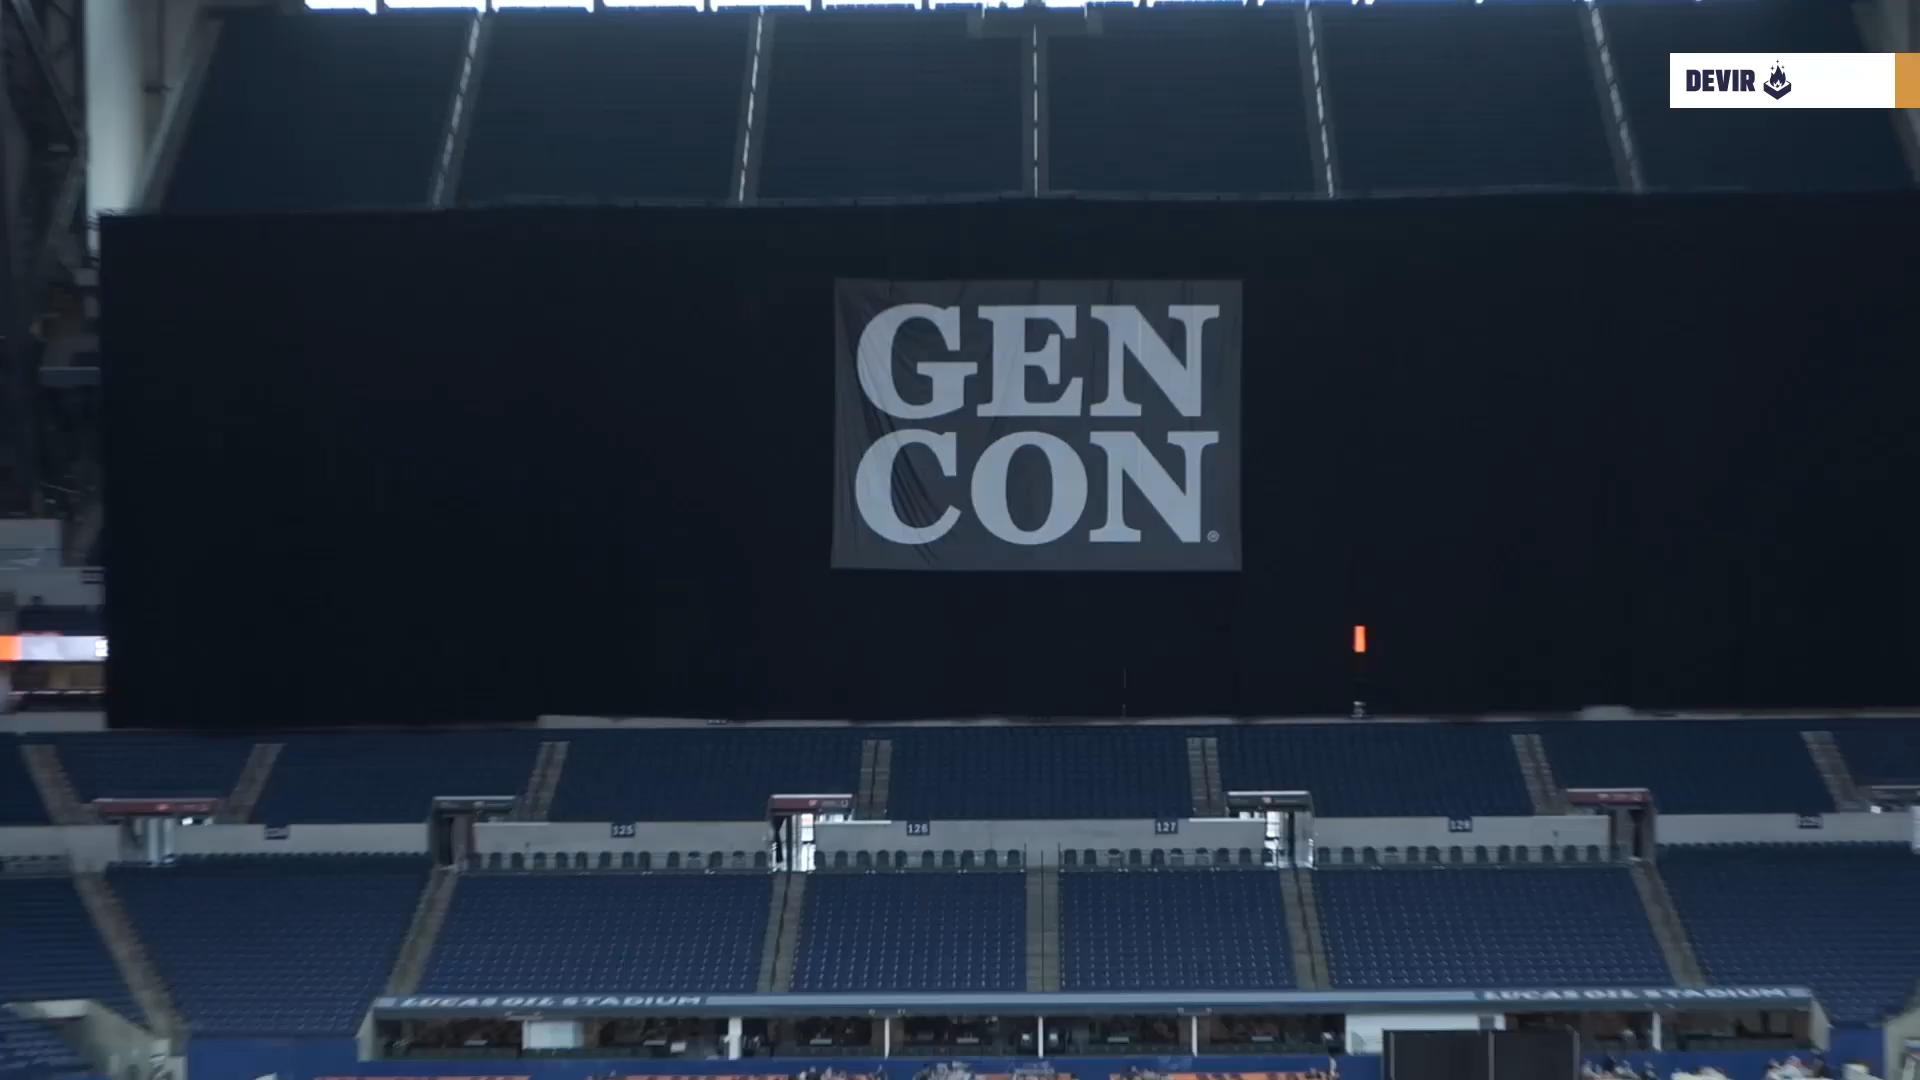 DEVIR
GEN
CON®
125
126
127
128
LUCAS OIL STADIUM
LUCAS OIL STADIUM